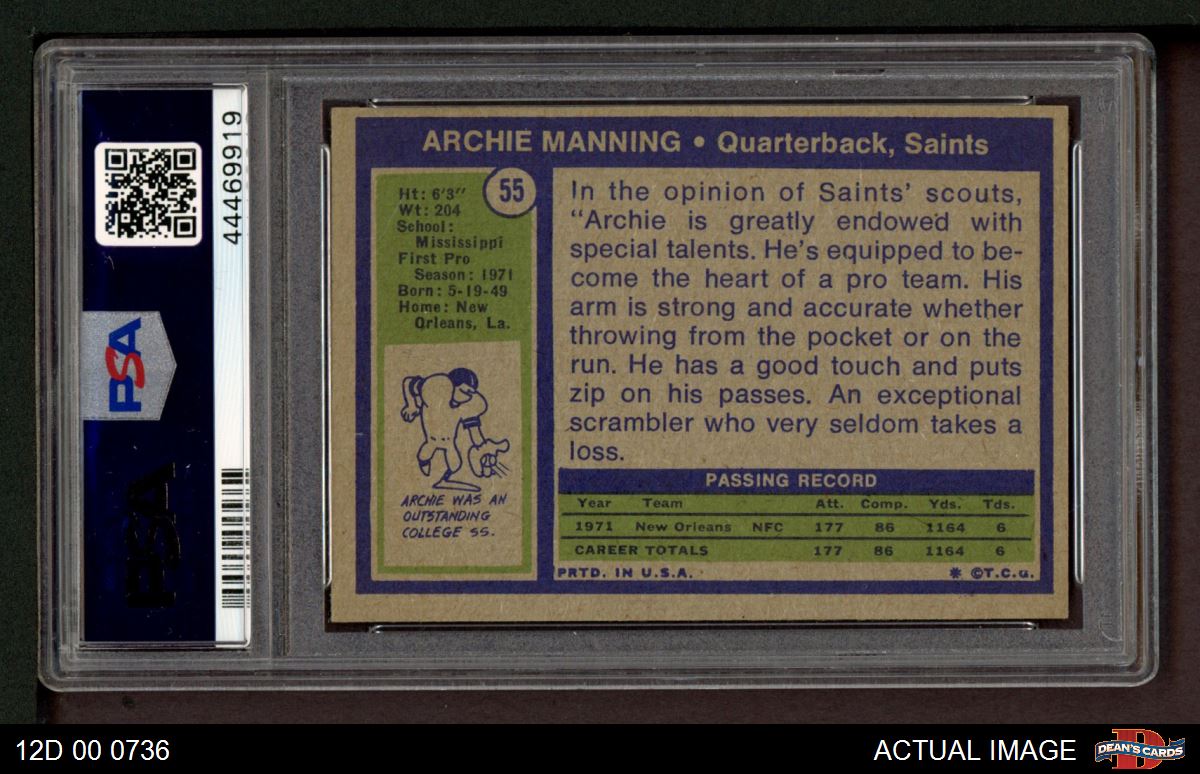 44469919
PSA
PSA
ARCHIE MANNING • Quarterback, Saints
55
Ht: 6'3"
Wt: 204
School:
Mississippi
First Pro
Season: 1971
Born: 5-19-49
Home: New
Orleans, La.
ARCHIE WAS AN
OUTSTANDING
COLLEGE SS.
In the opinion of Saints' scouts,
"Archie is greatly endowed with
special talents. He's equipped to be-
come the heart of a pro team. His
arm is strong and accurate whether
throwing from the pocket or on the
run. He has a good touch and puts
zip on his passes. An exceptional
scrambler who very seldom takes a
loss.
PASSING RECORD
Year Team Att. Comp. Yds. Tds.
1971 New Orleans NFC 177 86 1164 6
CAREER TOTALS 177 86 1164 6
PRTD. IN U.S.A. * ©T.C.G.
12D 00 0736
ACTUAL IMAGE
DEAN'S CARDS